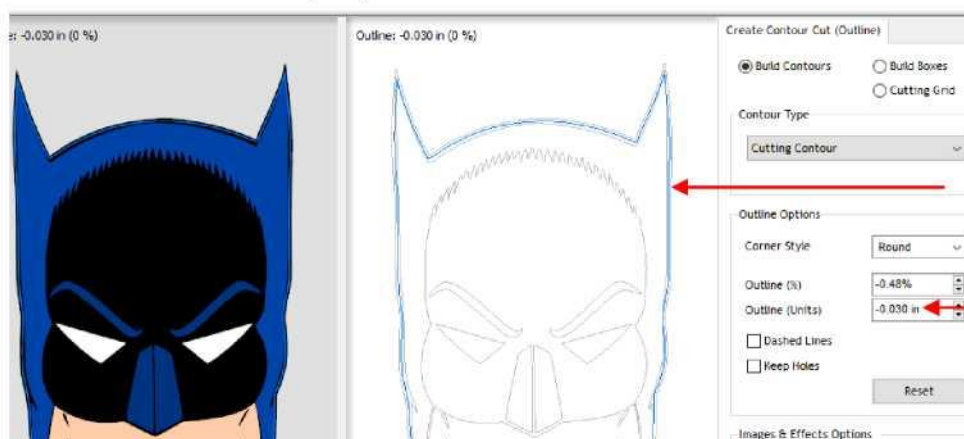 -0.030 in (0 %)
Outline: -0.030 in (0 %)
Create Contour Cut (Outline)
Build Contours
Build Boxes
Cutting Grid
Contour Type
Cutting Contour
Outline Options
Corner Style
Round
Outline (%)
-0.48%
Outline (Units)
-0.030 in
Dashed Lines
Keep Holes
Reset
Images & Effects Options